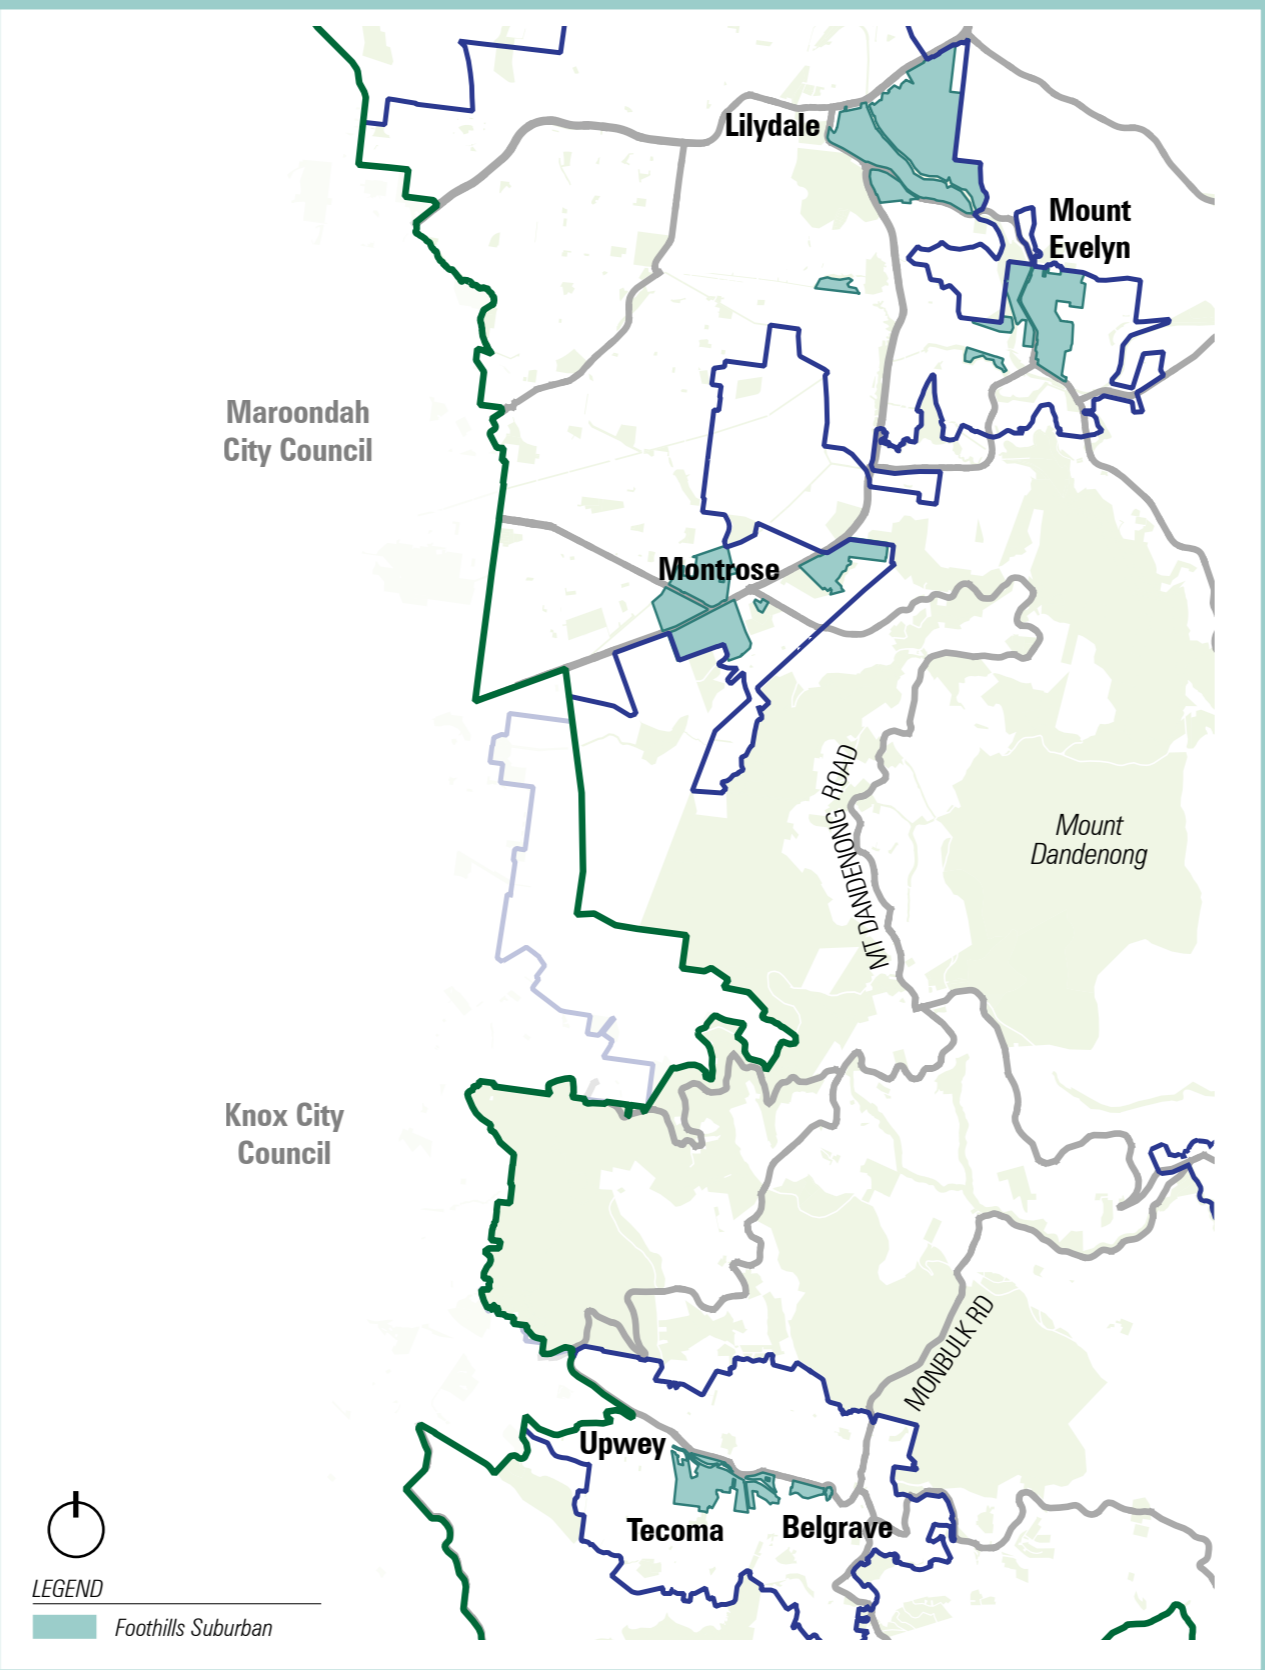 Lilydale
Mount
Evelyn
Maroondah
City Council
Montrose
MT DANDENONG ROAD
Mount
Dandenong
Knox City
Council
MONBULK RD
Upwey
Tecoma
Belgrave
LEGEND
Foothills Suburban